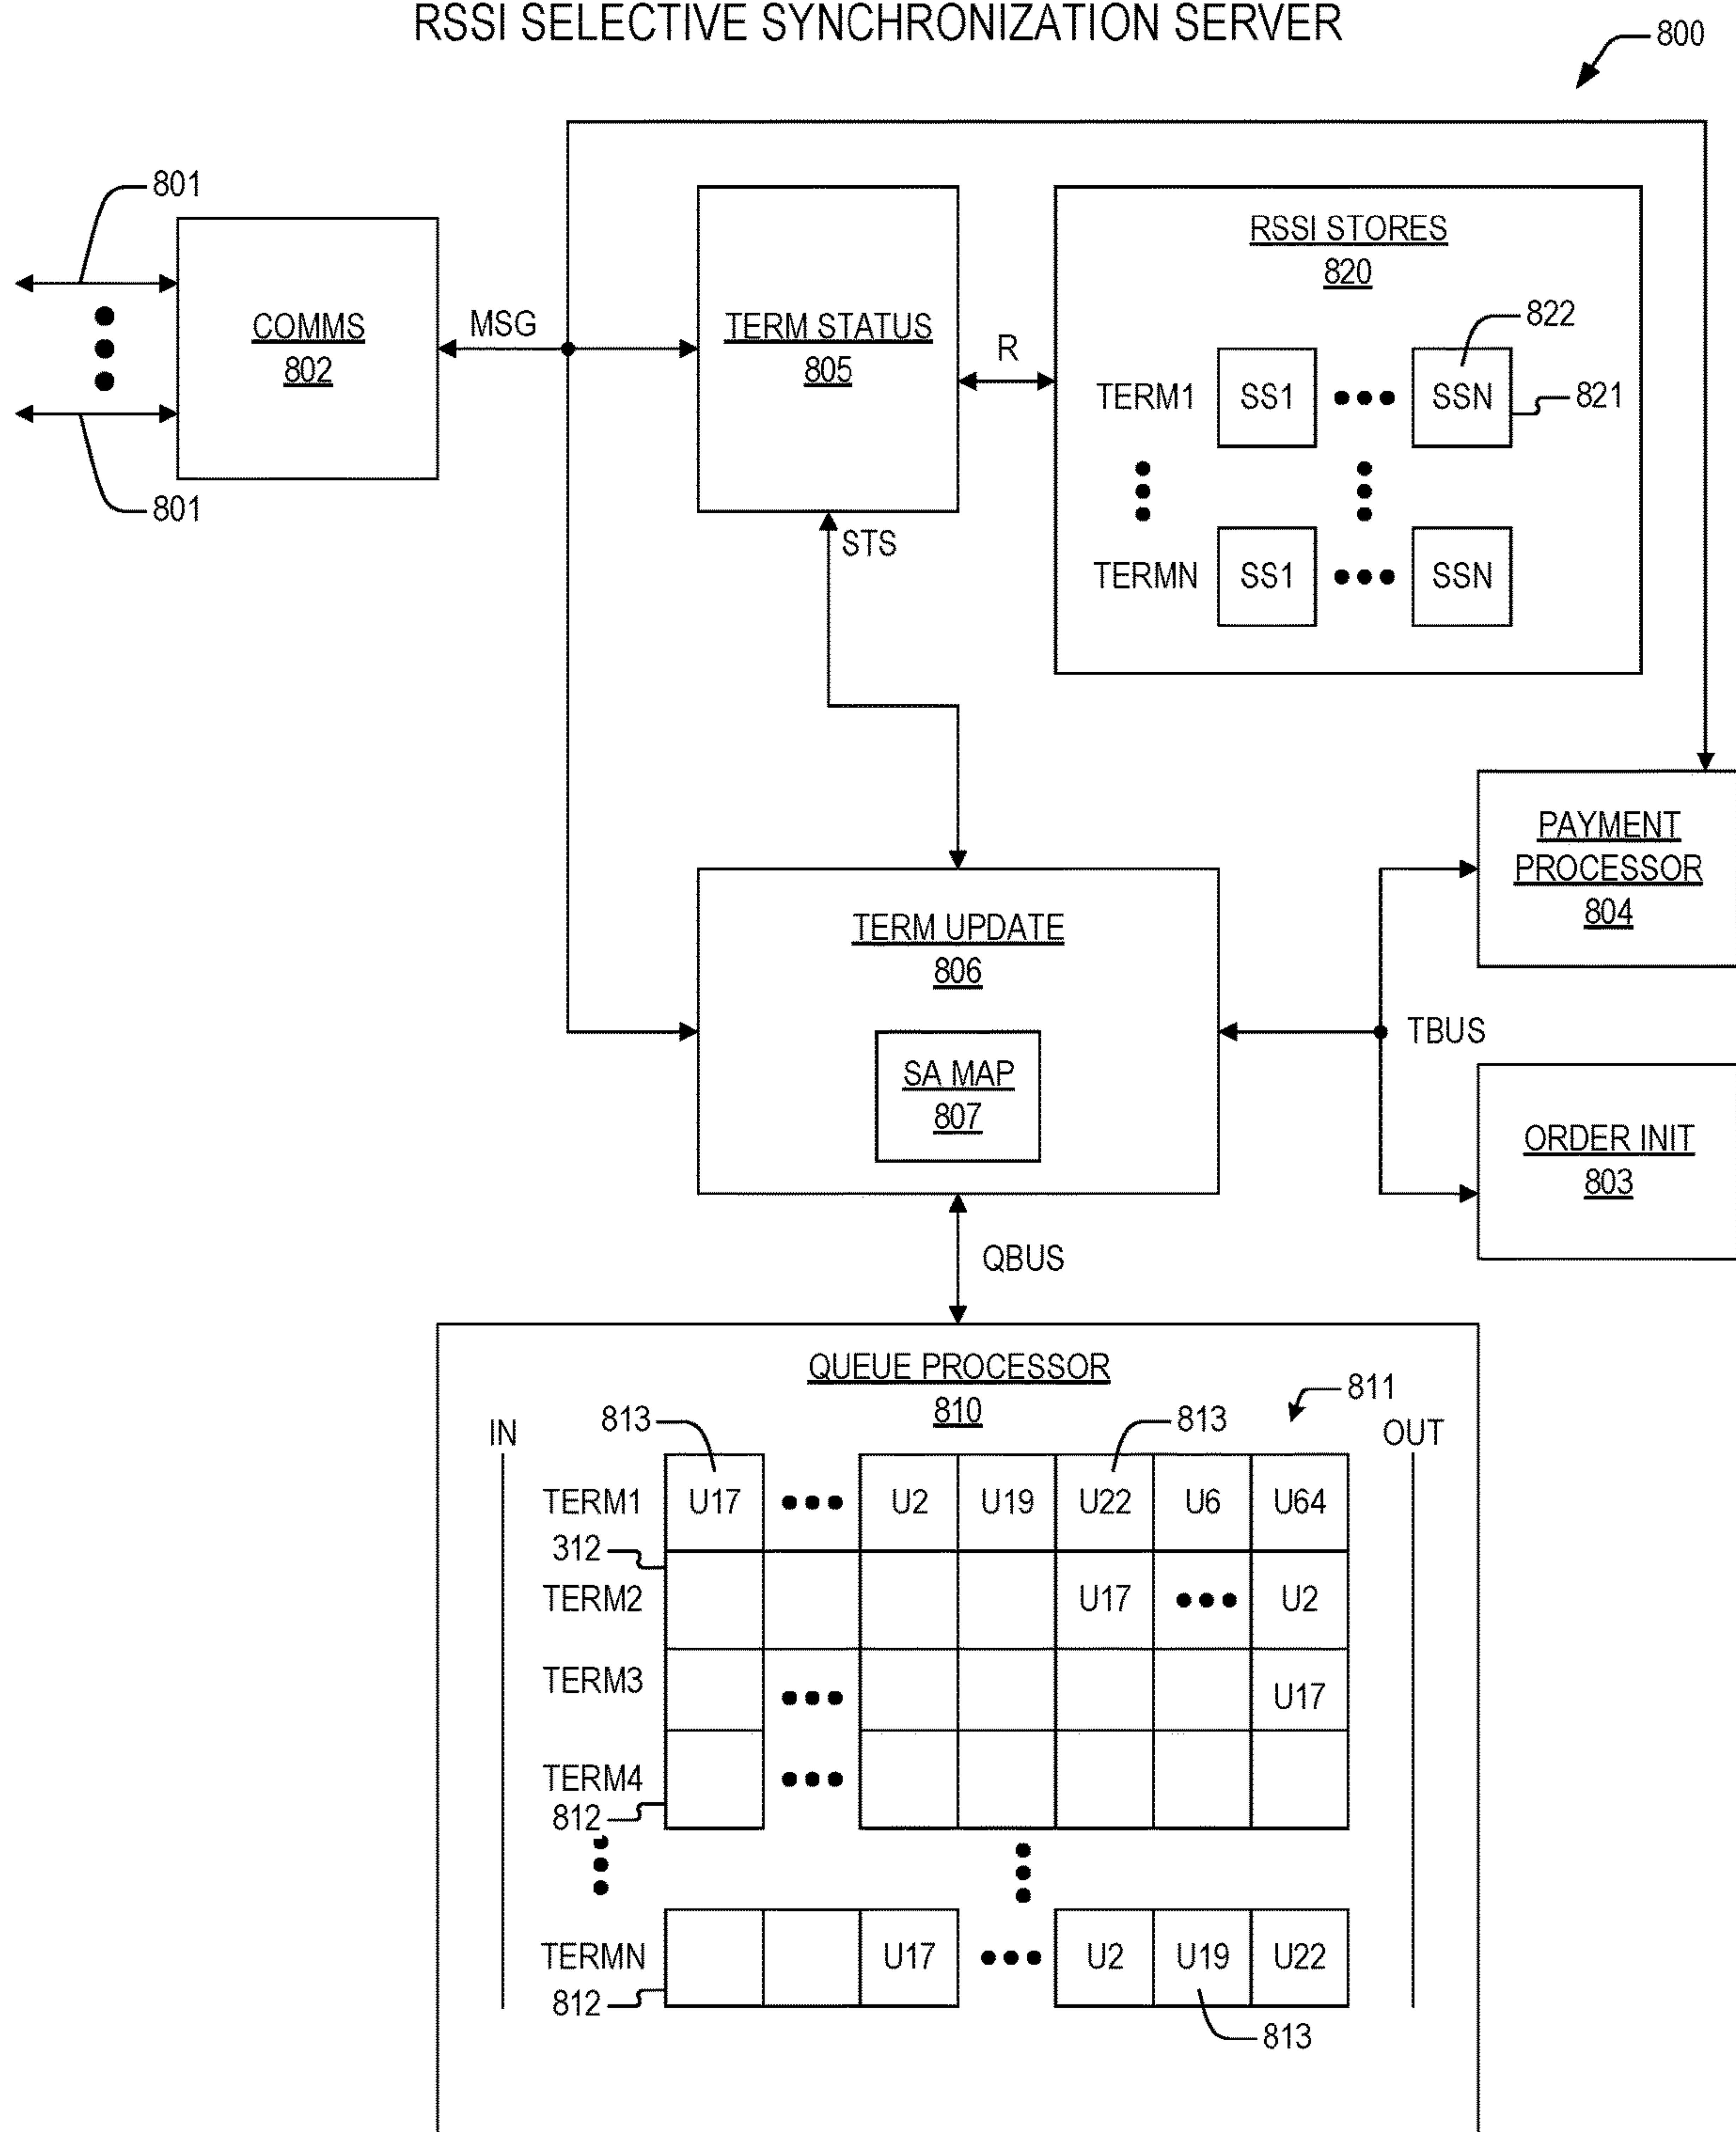 RSSI SELECTIVE SYNCHRONIZATION SERVER
800
801
COMMS
802
801
MSG
TERM STATUS
805
R
RSSI STORES
820
822
821
TERM1 SS1 SSN
TERMN SS1 SSN
STS
PAYMENT
PROCESSOR
804
TERM UPDATE
806
SA MAP
807
TBUS
ORDER INIT
803
QBUS
QUEUE PROCESSOR
810
811
813
813
IN
OUT
TERM1 U17 U2 U19 U22 U6 U64
312
TERM2 U17 U2
TERM3 U17
TERM4
812
TERMN U17 U2 U19 U22
812
813